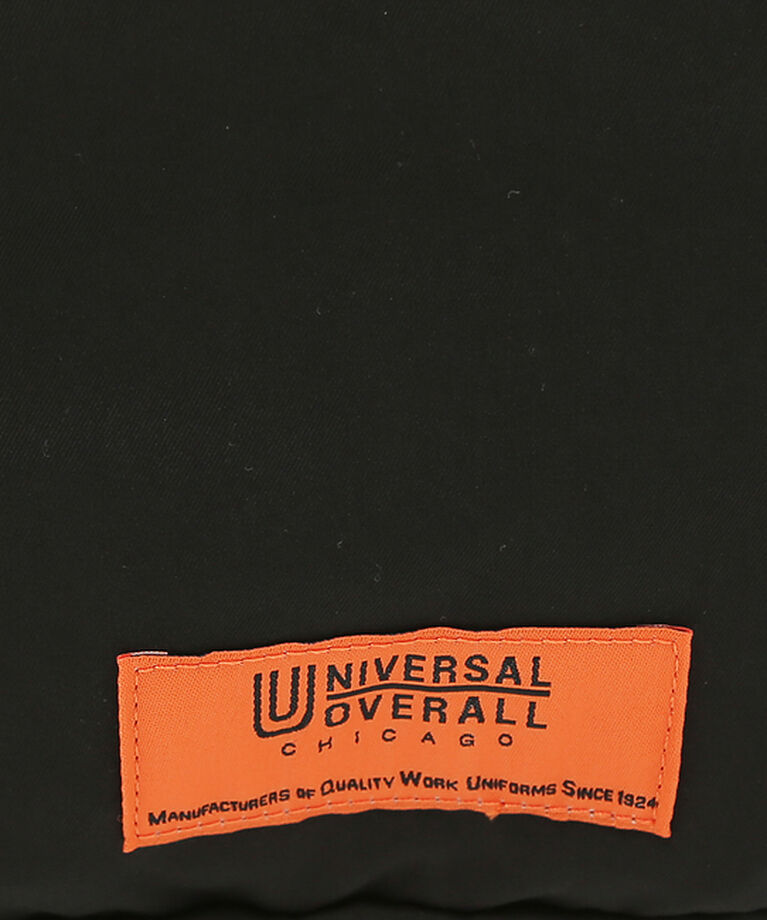 UNIVERSAL
OVERALL
CHICAGO
MANUFACTURERS OF QUALITY WORK UNIFORMS SINCE 1924